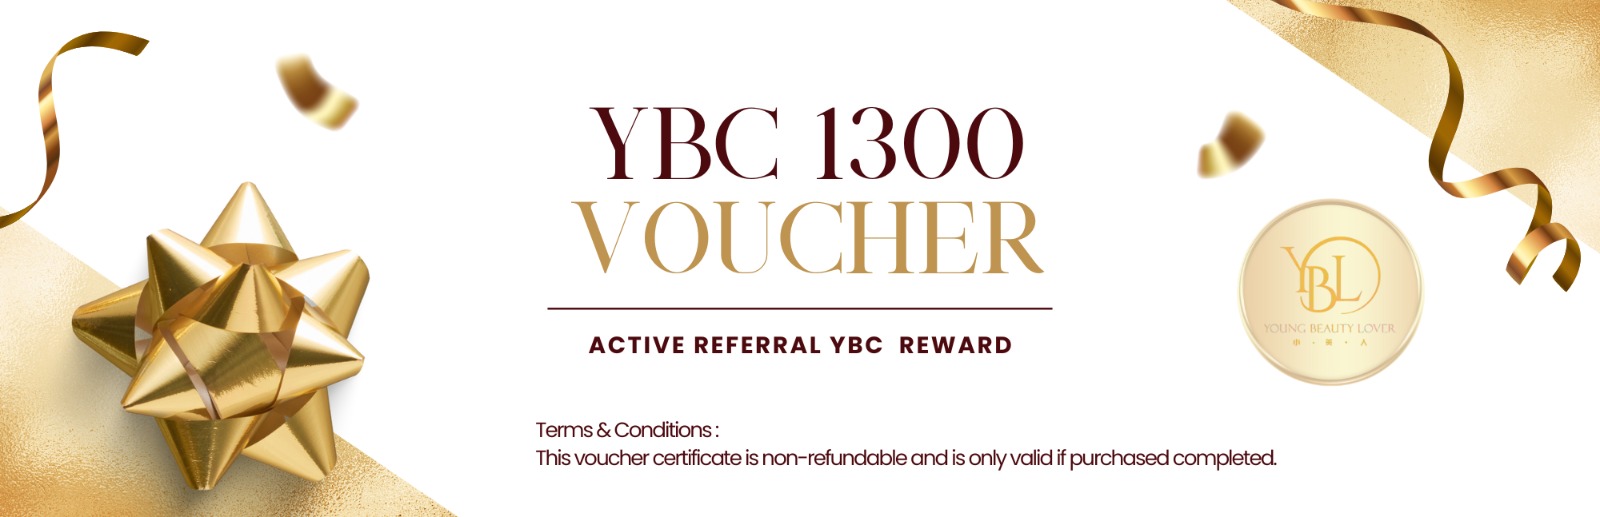 YBC 1300
VOUCHER
ACTIVE REFERRAL YBC REWARD
YBL
YOUNG BEAUTY LOVER
Terms & Conditions :
This voucher certificate is non-refundable and is only valid if purchased completed.